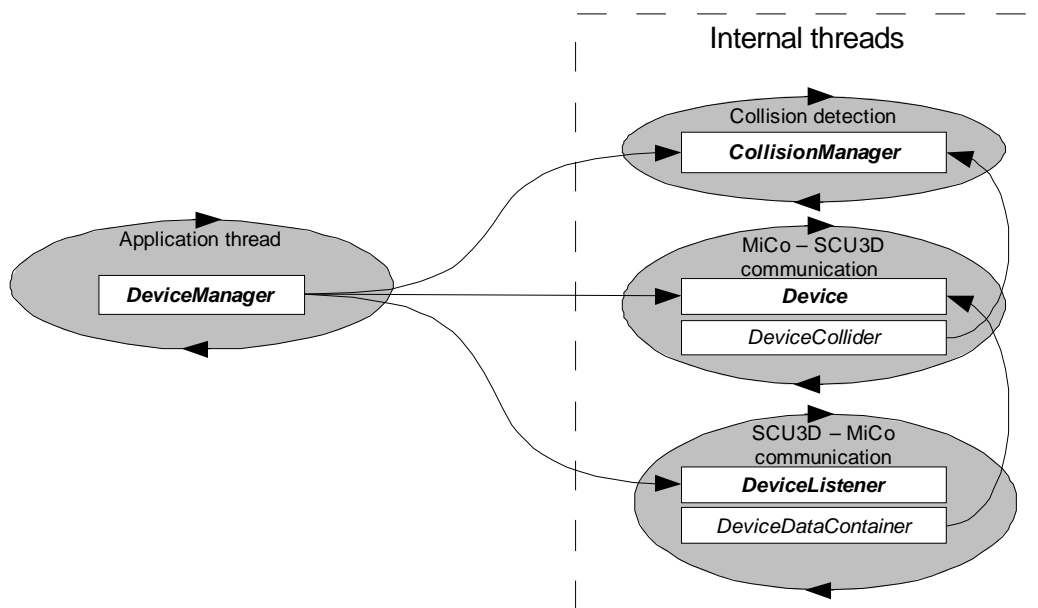 Internal threads
Collision detection
CollisionManager
Application thread
DeviceManager
MiCo – SCU3D
communication
Device
DeviceCollider
SCU3D – MiCo
communication
DeviceListener
DeviceDataContainer